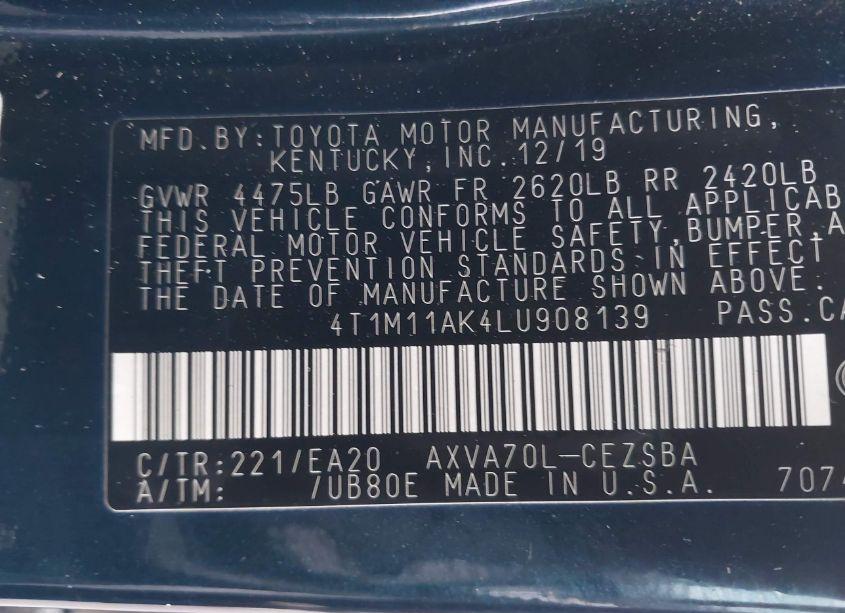 MFD.BY:TOYOTA MOTOR MANUFACTURING,
KENTUCKY,INC.12/19
GVWR 4475LB GAWR FR 2620LB RR 2420LB
THIS VEHICLE CONFORMS TO ALL APPLICAB
FEDERAL MOTOR VEHICLE SAFETY,BUMPER,A
THEFT PREVENTION STANDARDS IN EFFECT
THE DATE OF MANUFACTURE SHOWN ABOVE.
4T1M11AK4LU908139 PASS.CA
C/TR:221/EA20 AXVA70L-CEZSBA
A/TM: /UB80E MADE IN U.S.A. 7074